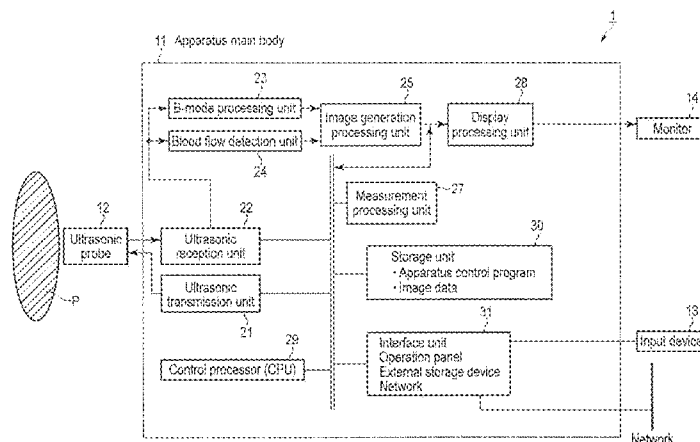 1
11 Apparatus main body
23
B-mode processing unit
Blood flow detection unit
24
25
Image generation
processing unit
28
Display
processing unit
14
Monitor
Measurement
processing unit
27
12
Ultrasonic
probe
P
22
Ultrasonic
reception unit
Ultrasonic
transmission unit
21
30
Storage unit
・Apparatus control program
・Image data
29
Control processor (CPU)
31
Interface unit
Operation panel
External storage device
Network
13
Input device
Network